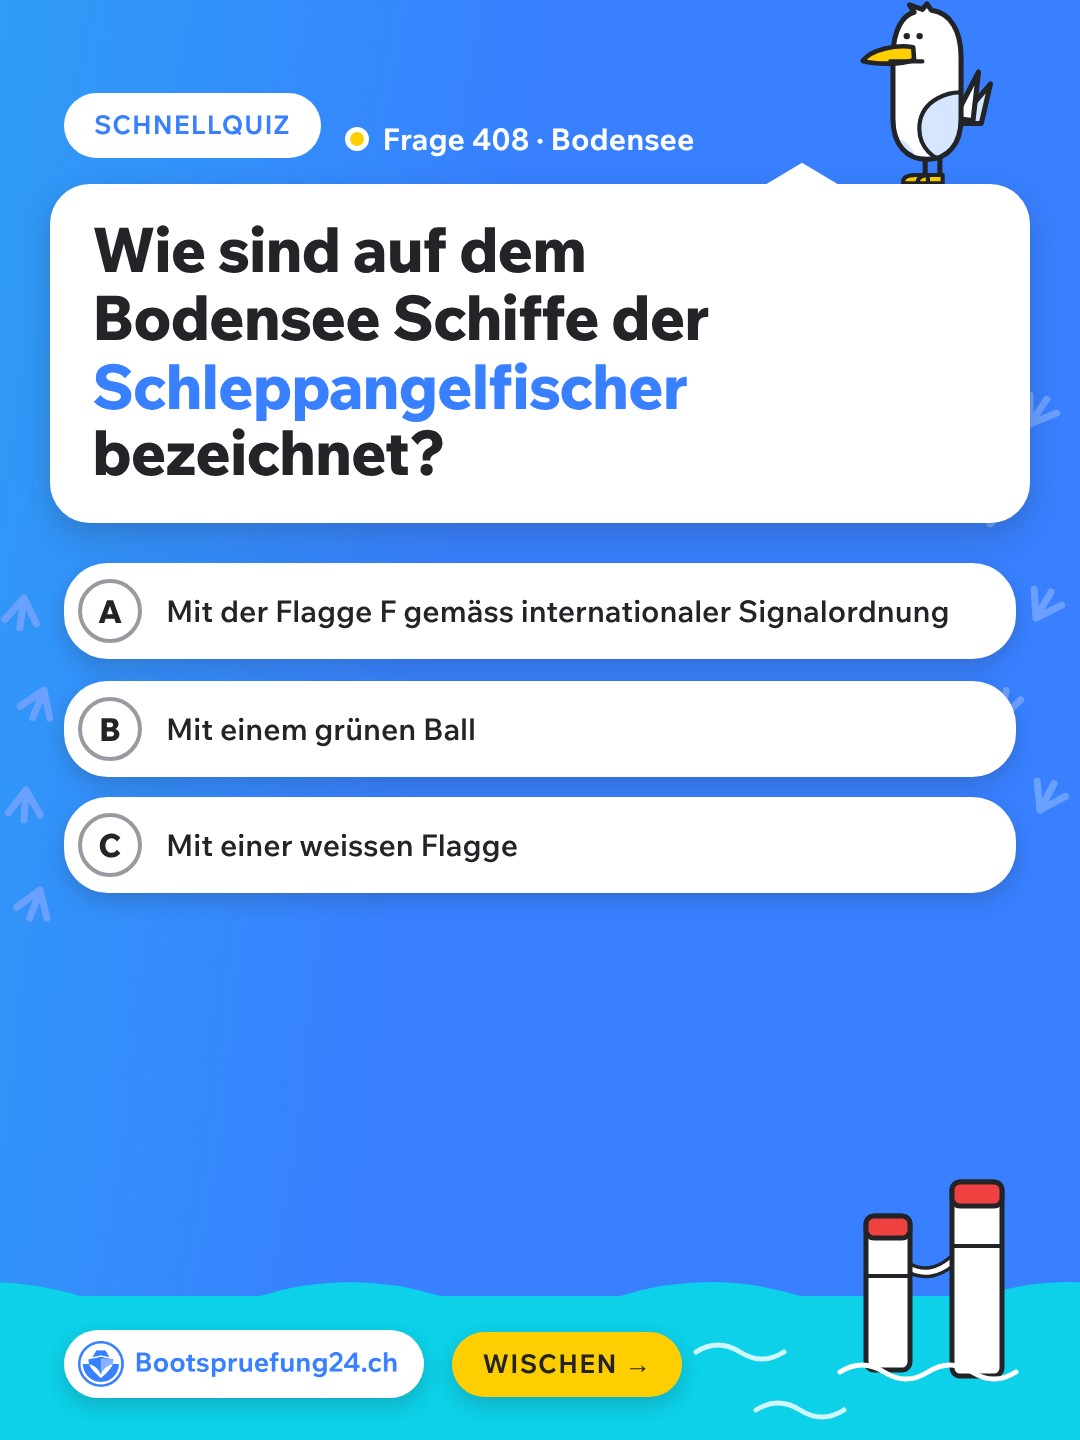 SCHNELLQUIZ
Frage 408 · Bodensee
Wie sind auf dem
Bodensee Schiffe der
Schleppangelfischer
bezeichnet?
A Mit der Flagge F gemäss internationaler Signalordnung
B Mit einem grünen Ball
C Mit einer weissen Flagge
Bootspruefung24.ch
WISCHEN →